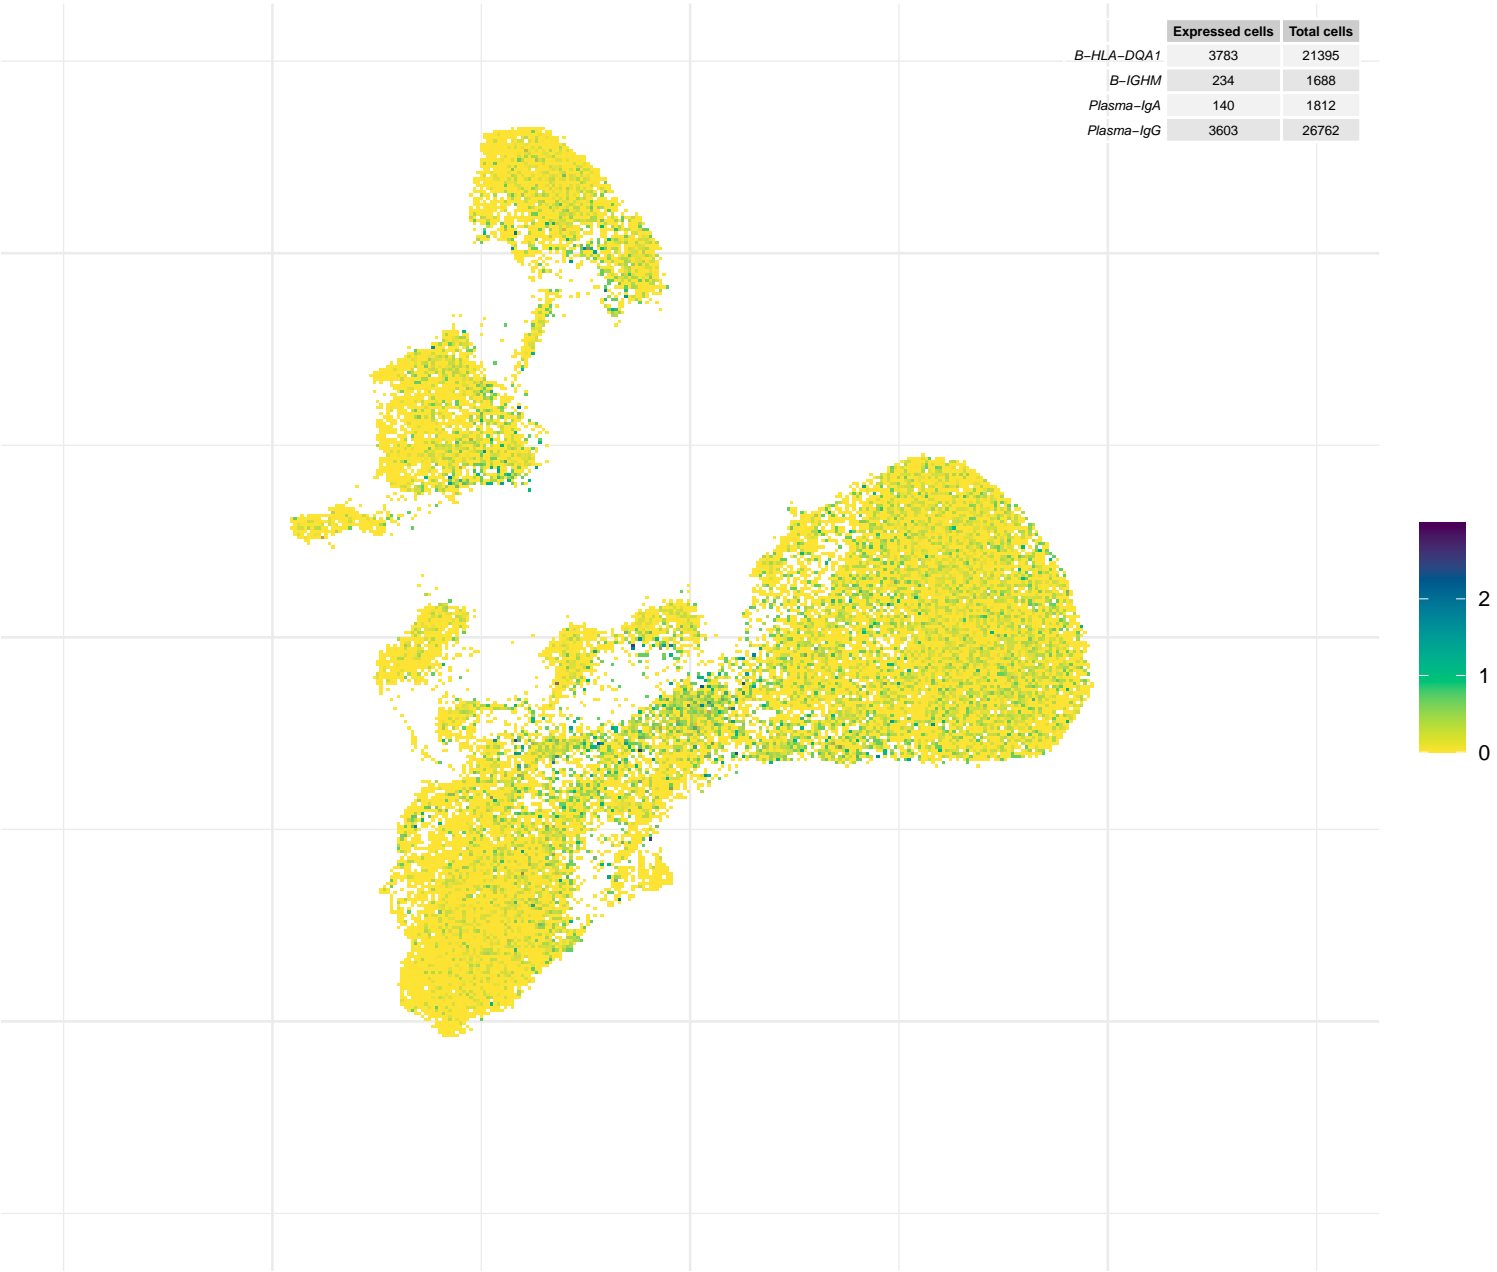 Expressed cells Total cells
B−HLA−DQA1 3783 21395
B−IGHM 234 1688
Plasma−IgA 140 1812
Plasma−IgG 3603 26762
2
1
0